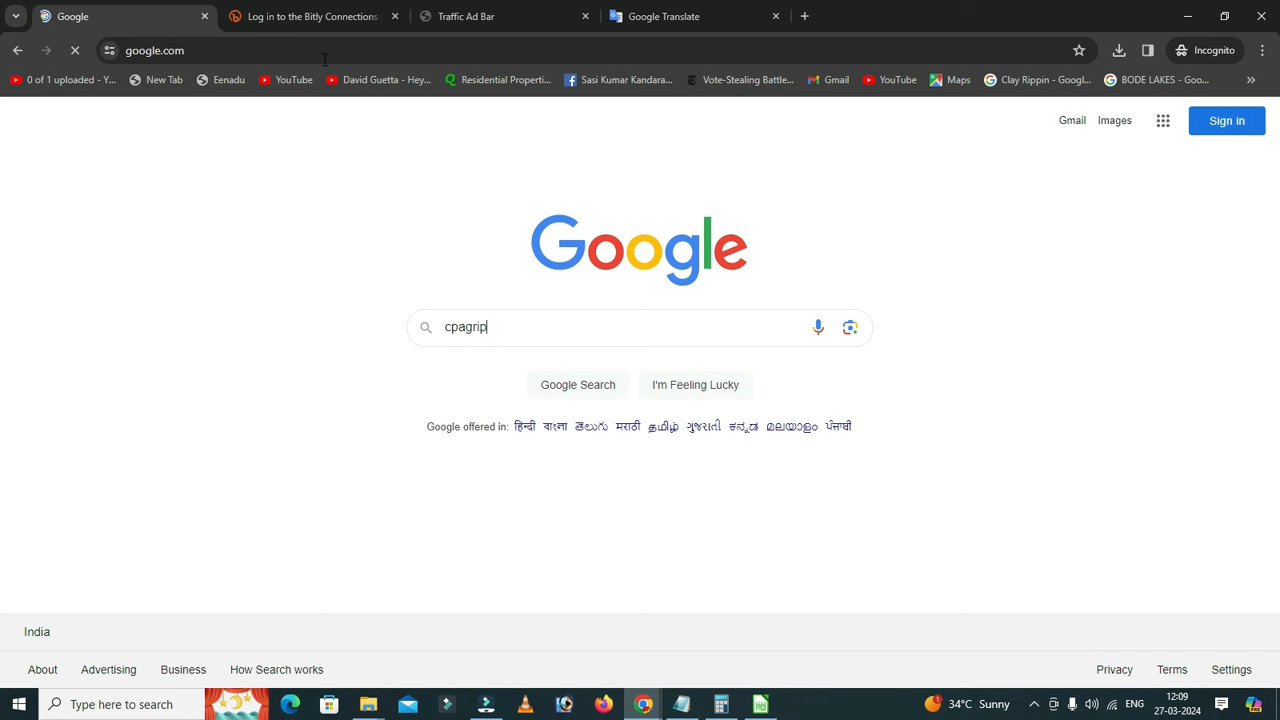 Google
Log in to the Bitly Connections
Traffic Ad Bar
Google Translate
google.com
Incognito
0 of 1 uploaded - Y...
New Tab
Eenadu
YouTube
David Guetta - Hey,...
Residential Properti...
Sasi Kumar Kandara...
Vote-Stealing Battle...
Gmail
YouTube
Maps
Clay Rippin - Googl...
BODE LAKES - Goo...
Gmail
Images
Sign in
Google
cpagrip
Google Search
I'm Feeling Lucky
Google offered in: हिन्दी বাংলা తెలుగు मराठी தமிழ் ગુજરાતી ಕನ್ನಡ മലയാളം ਪੰਜਾਬੀ
India
About
Advertising
Business
How Search works
Privacy
Terms
Settings
Type here to search
34°C Sunny
ENG
12:09
27-03-2024